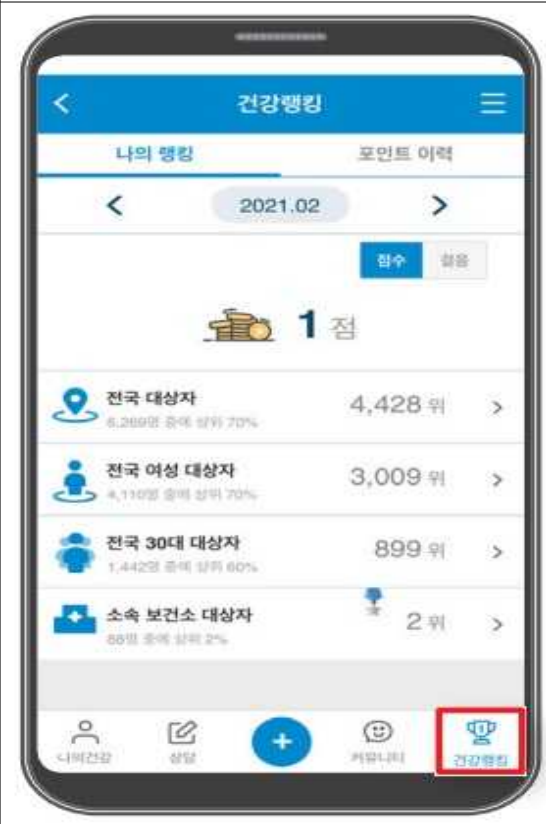 건강랭킹
나의 랭킹 포인트 이력
2021.02
점수 걸음
1 점
전국 대상자 4,428 위
6,269명 중에 상위 70%
전국 여성 대상자 3,009 위
4,110명 중에 상위 70%
전국 30대 대상자 899 위
1,442명 중에 상위 60%
소속 보건소 대상자 2 위
명 중에 상위 2%
나의건강 상담 + 커뮤니티 건강랭킹